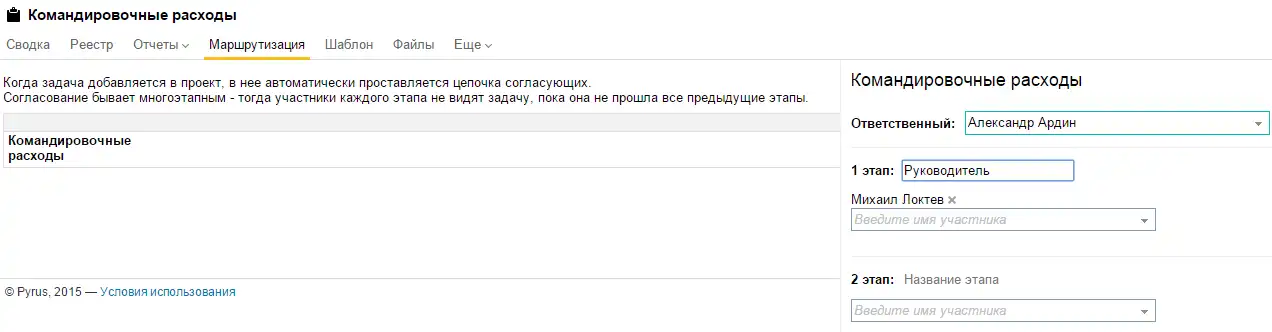 Командировочные расходы
Сводка Реестр Отчеты Маршрутизация Шаблон Файлы Еще
Когда задача добавляется в проект, в нее автоматически проставляется цепочка согласующих.
Согласование бывает многоэтапным - тогда участники каждого этапа не видят задачу, пока она не прошла все предыдущие этапы.
Командировочные
расходы
© Pyrus, 2015 — Условия использования
Командировочные расходы
Ответственный: Александр Ардин
1 этап: Руководитель
Михаил Локтев
Введите имя участника
2 этап: Название этапа
Введите имя участника